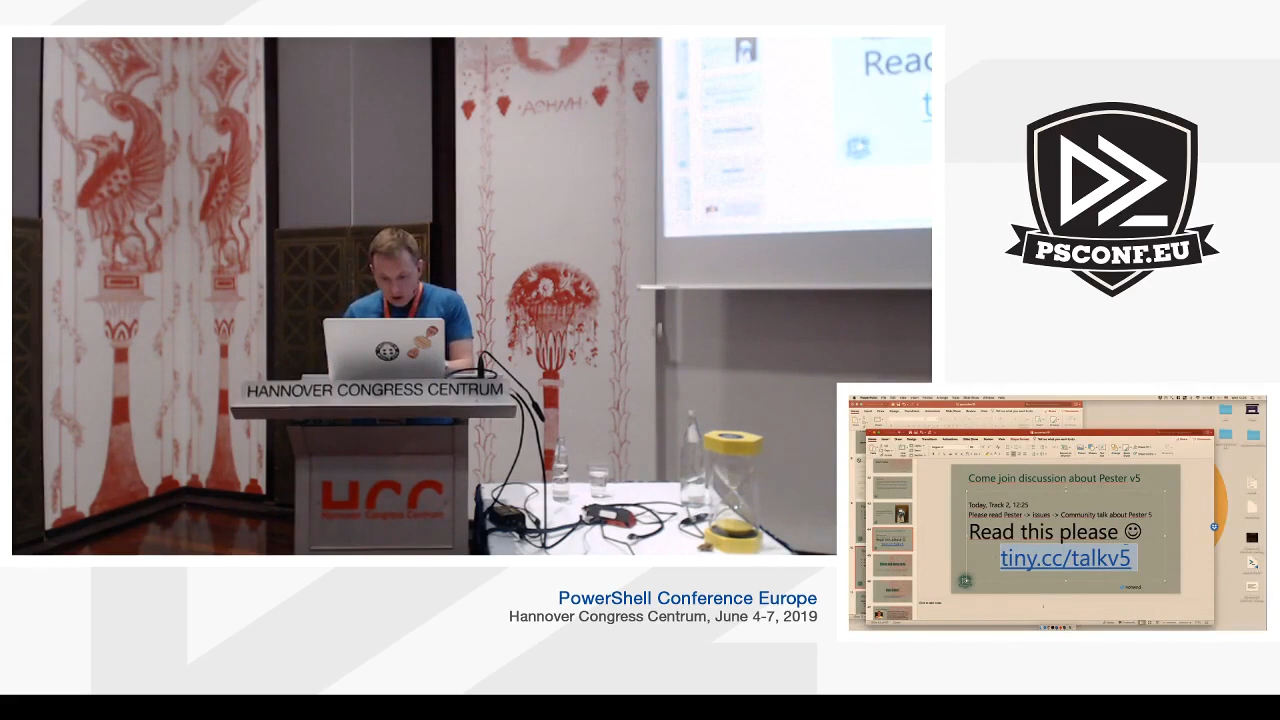 Read
HANNOVER CONGRESS CENTRUM
HCC
Hannover Congress Centrum
PSCONF.EU
Come join discussion about Pester v5
Today, Track 2, 12:25
Please read Pester -> Issues -> Community talk about Pester 5
Read this please ☺
tiny.cc/talkv5
PowerShell Conference Europe
Hannover Congress Centrum, June 4-7, 2019